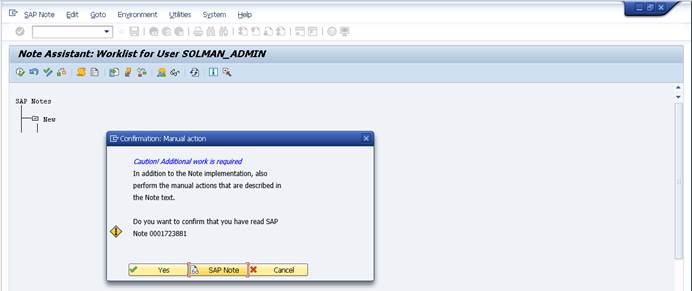 SAP Note Edit Goto Environment Utilities System Help
Note Assistant: Worklist for User SOLMAN_ADMIN
SAP Notes
New
Confirmation: Manual action
Caution! Additional work is required
In addition to the Note implementation, also
perform the manual actions that are described in
the Note text.
Do you want to confirm that you have read SAP
Note 0001723881
Yes SAP Note Cancel